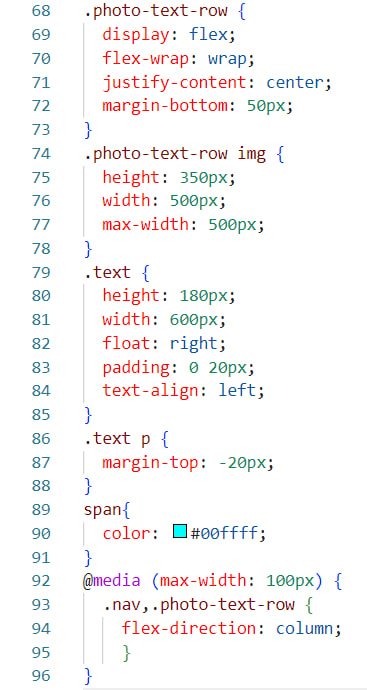 68 .photo-text-row {
69 display: flex;
70 flex-wrap: wrap;
71 justify-content: center;
72 margin-bottom: 50px;
73 }
74 .photo-text-row img {
75 height: 350px;
76 width: 500px;
77 max-width: 500px;
78 }
79 .text {
80 height: 180px;
81 width: 600px;
82 float: right;
83 padding: 0 20px;
84 text-align: left;
85 }
86 .text p {
87 margin-top: -20px;
88 }
89 span{
90 color: #00ffff;
91 }
92 @media (max-width: 100px) {
93 .nav,.photo-text-row {
94 flex-direction: column;
95 }
96 }